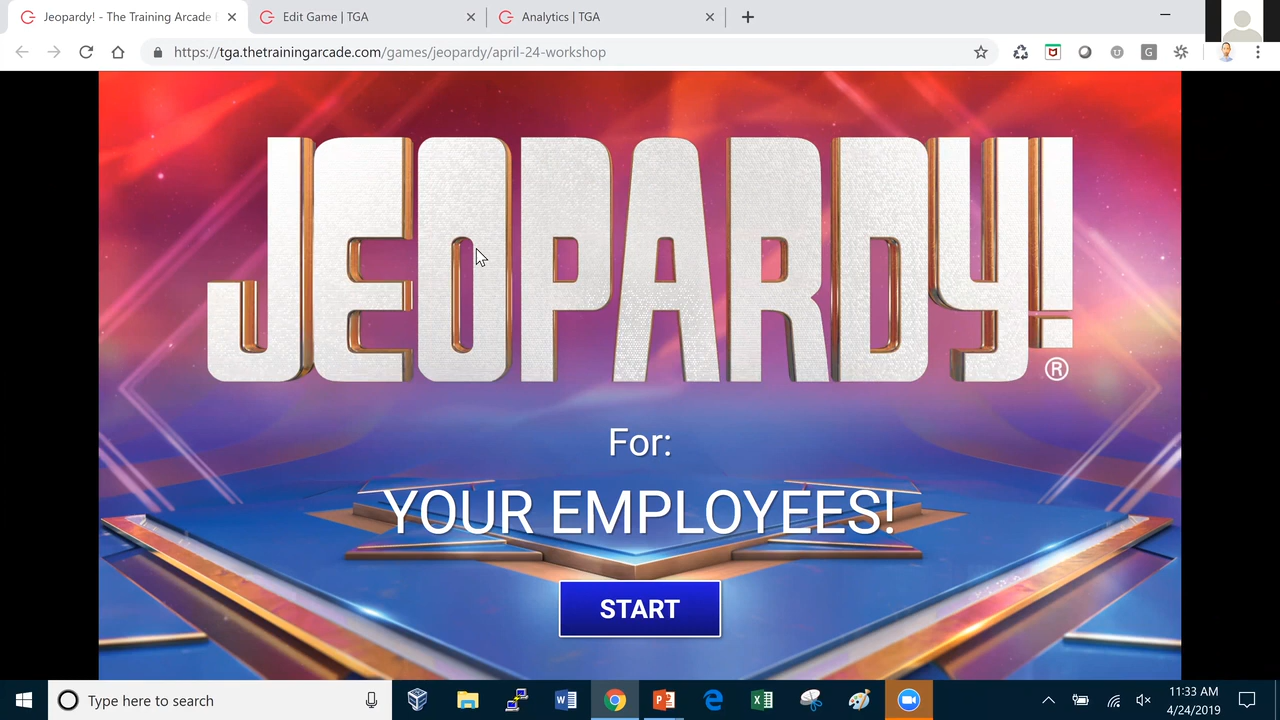 Jeopardy! - The Training Arcade
Edit Game | TGA
Analytics | TGA
https://tga.thetrainingarcade.com/games/jeopardy/april-24-workshop
JEOPARDY!
®
For:
YOUR EMPLOYEES!
START
Type here to search
11:33 AM
4/24/2019